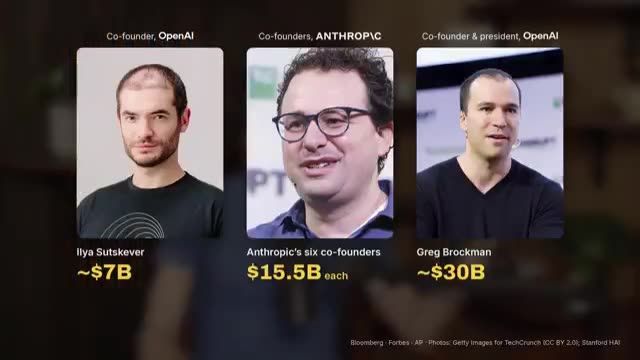 Co-founder, OpenAI
Co-founders, ANTHROP\C
Co-founder & president, OpenAI
Ilya Sutskever
~$7B
Anthropic's six co-founders
$15.5B each
Greg Brockman
~$30B
Bloomberg · Forbes · AP · Photos: Getty Images for TechCrunch (CC BY 2.0); Stanford HAI